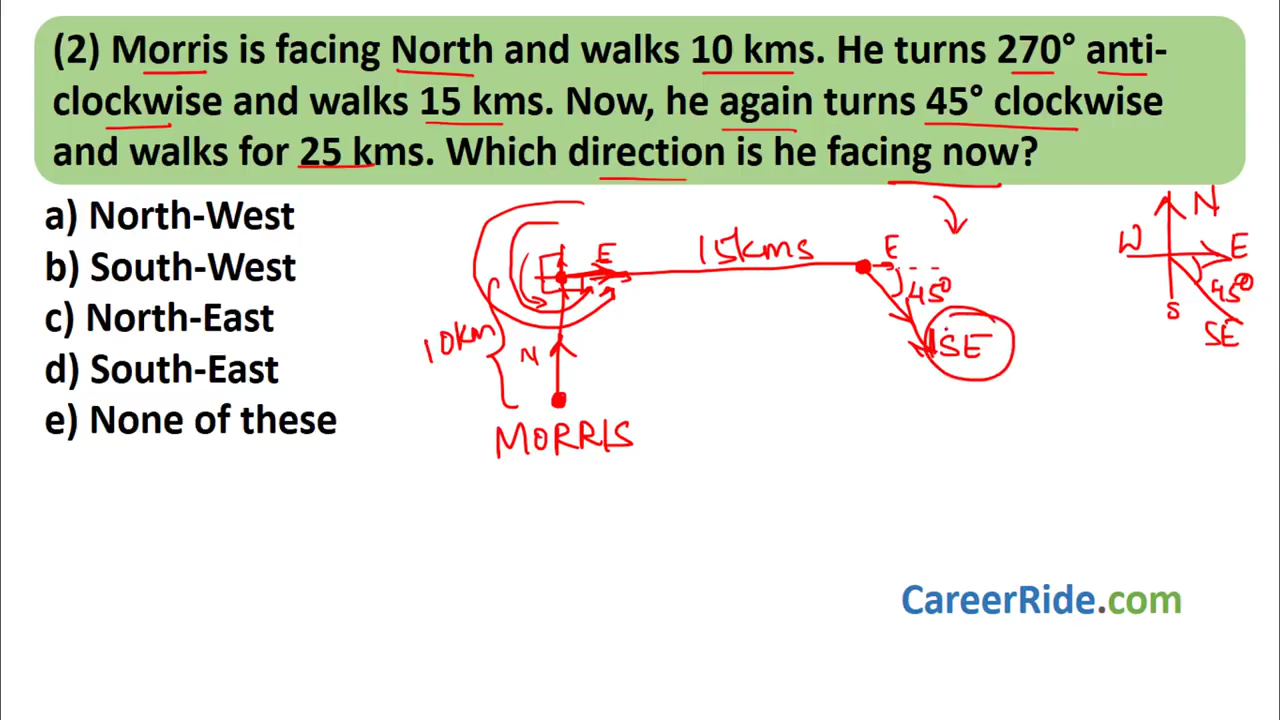 (2) Morris is facing North and walks 10 kms. He turns 270° anti-
clockwise and walks 15 kms. Now, he again turns 45° clockwise
and walks for 25 kms. Which direction is he facing now?
a) North-West
b) South-West
c) North-East
d) South-East
e) None of these
E
15kms
E
45°
SE
10km
N
MORRIS
N
W
E
45°
S
SE
CareerRide.com